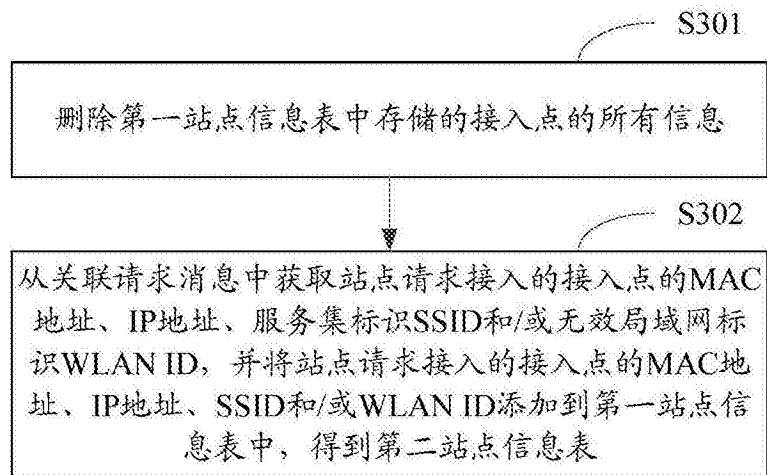 S301
删除第一站点信息表中存储的接入点的所有信息
S302
从关联请求消息中获取站点请求接入的接入点的MAC
地址、IP地址、服务集标识SSID和/或无效局域网标
识WLAN ID，并将站点请求接入的接入点的MAC地
址、IP地址、SSID和/或WLAN ID添加到第一站点信
息表中，得到第二站点信息表